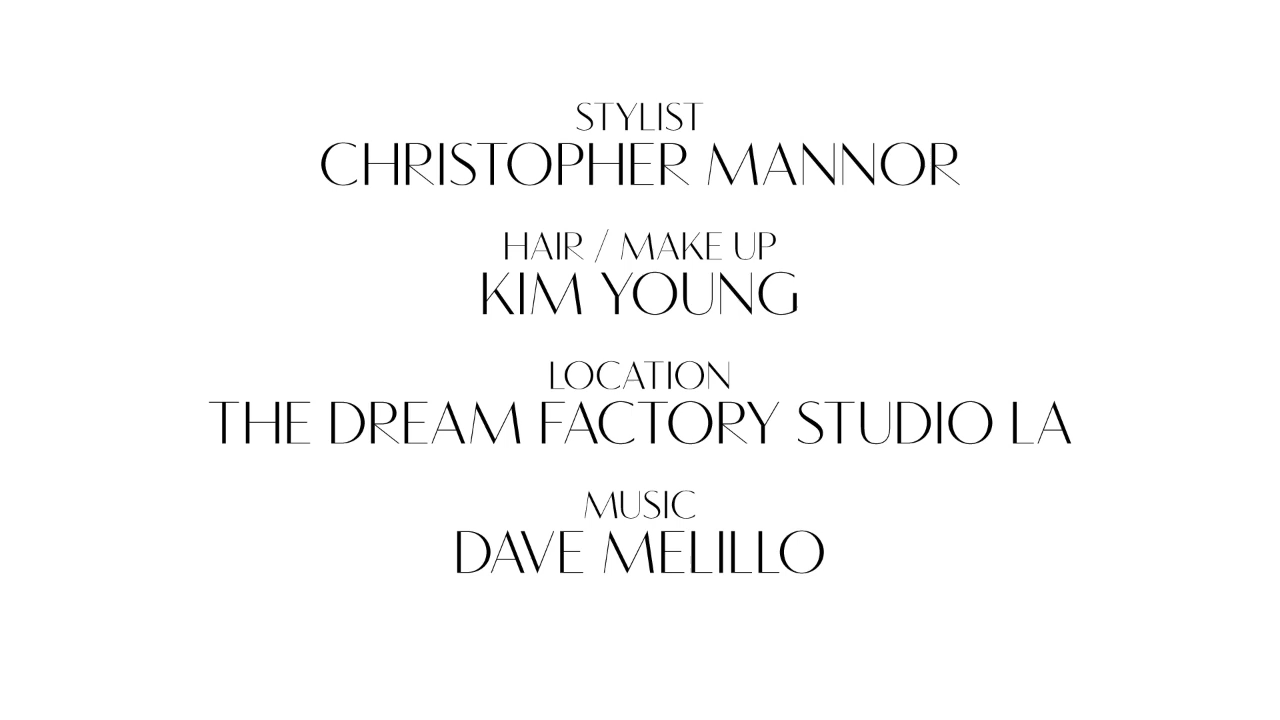 STYLIST
CHRISTOPHER MANNOR
HAIR / MAKE UP
KIM YOUNG
LOCATION
THE DREAM FACTORY STUDIO LA
MUSIC
DAVE MELILLO